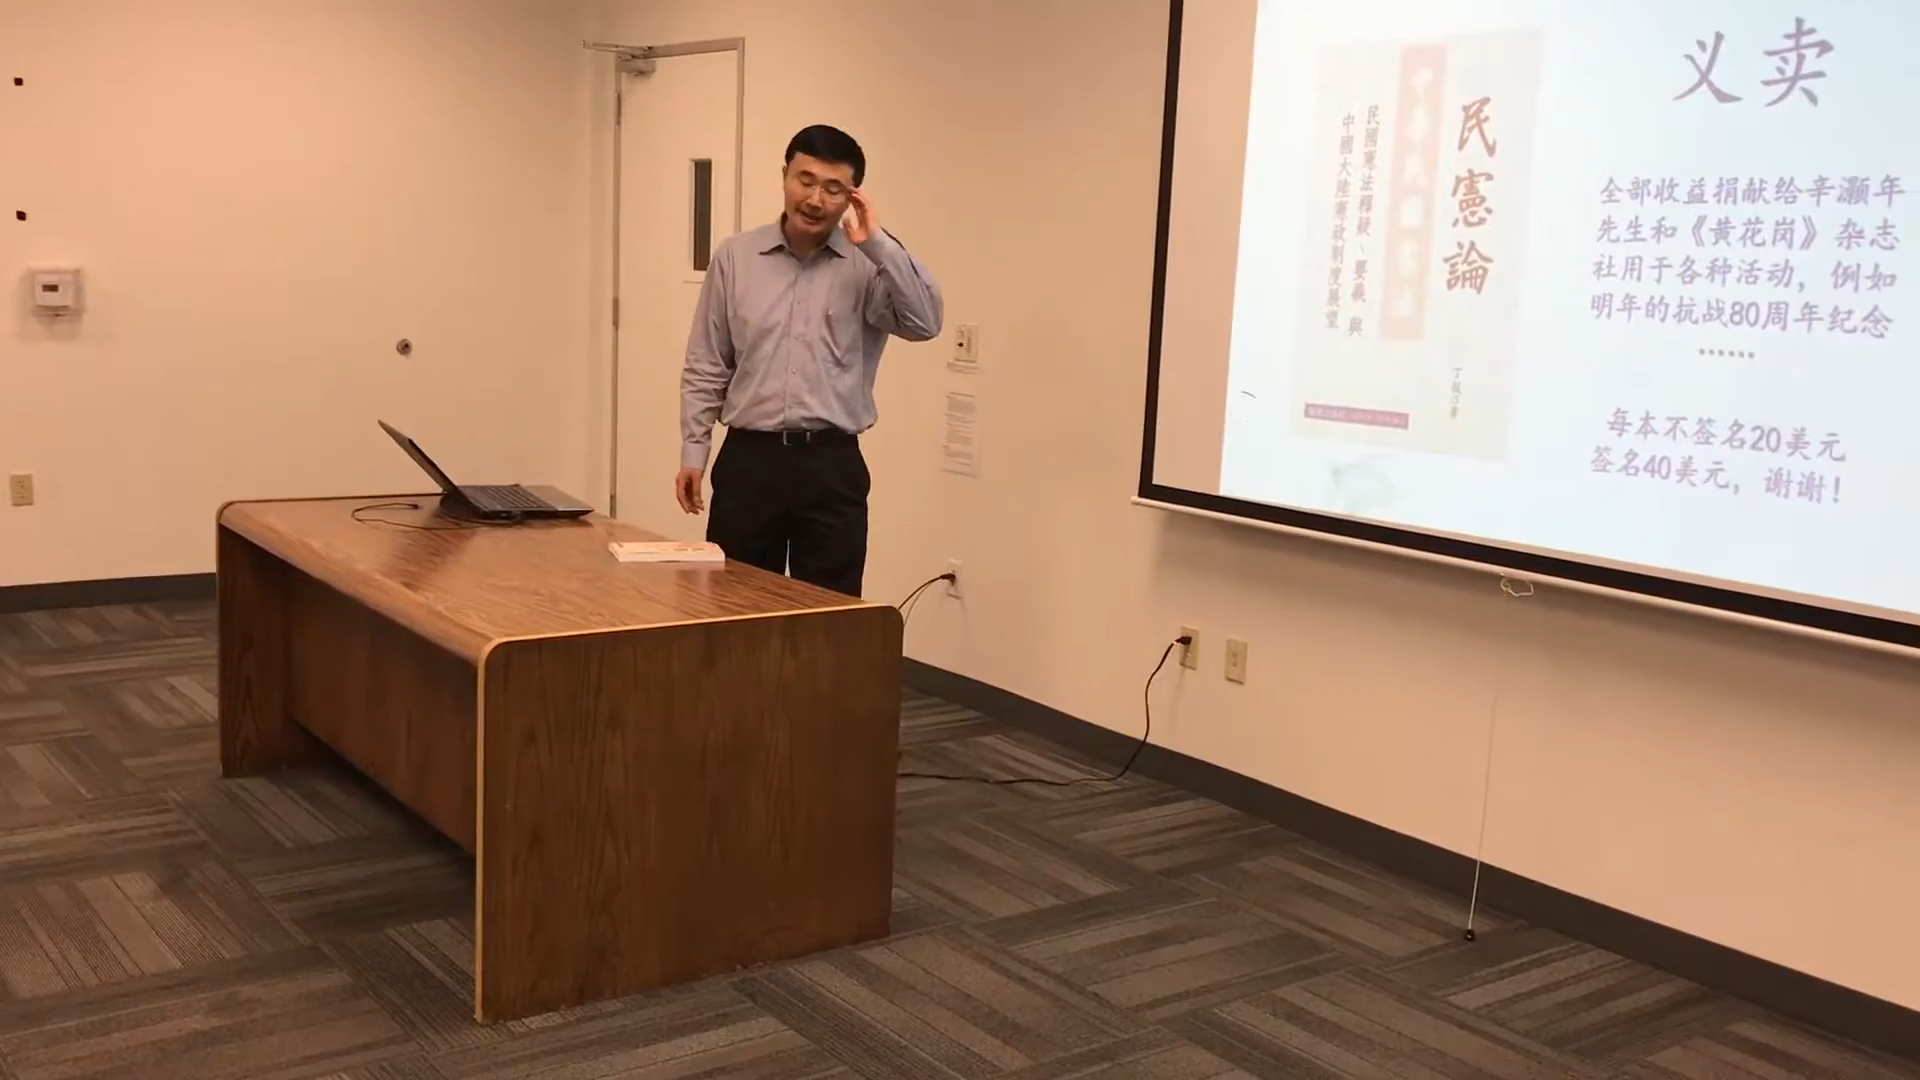 义卖
民憲論
民國憲法釋疑、要義 與
中國大陸憲政制度展望
全部收益捐献给辛灏年
先生和《黄花岗》杂志
社用于各种活动，例如
明年的抗战80周年纪念
……
每本不签名20美元
签名40美元，谢谢！